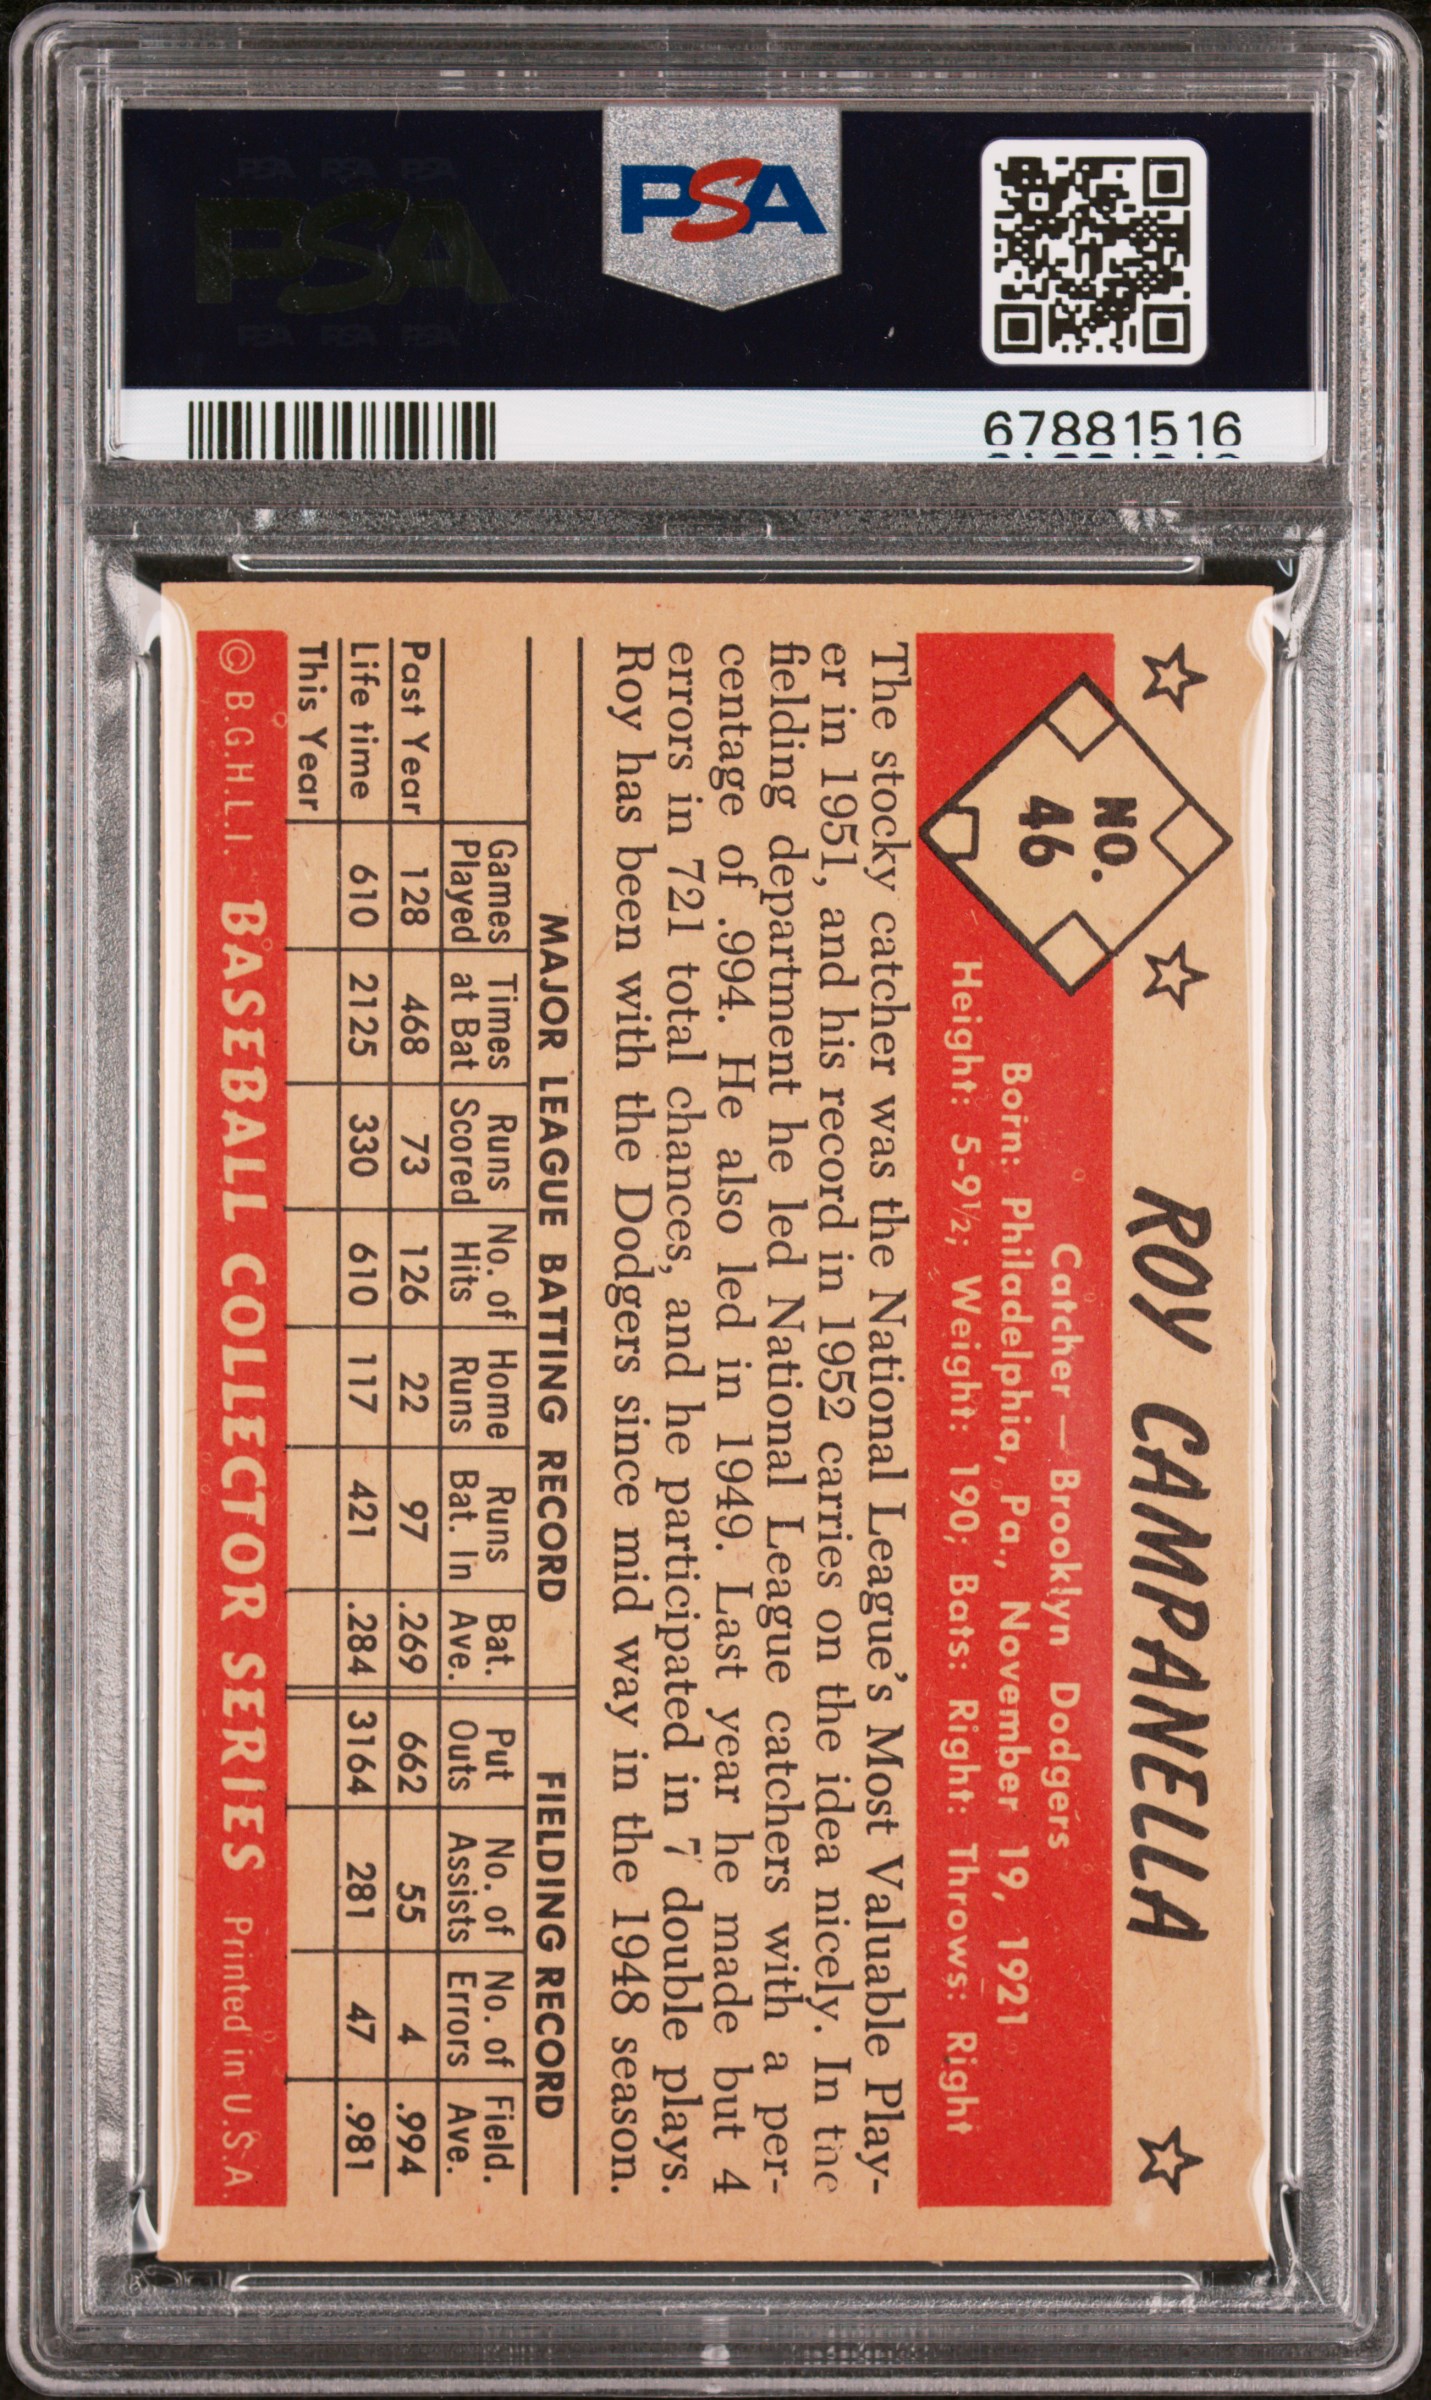 PSA
67881516
NO.
46
ROY CAMPANELLA
Catcher — Brooklyn Dodgers
Born: Philadelphia, Pa., November 19, 1921
Height: 5-9½; Weight: 190; Bats: Right: Throws: Right
The stocky catcher was the National League's Most Valuable Play-
er in 1951, and his record in 1952 carries on the idea nicely. In the
fielding department he led National League catchers with a per-
centage of .994. He also led in 1949. Last year he made but 4
errors in 721 total chances, and he participated in 7 double plays.
Roy has been with the Dodgers since mid way in the 1948 season.
MAJOR LEAGUE BATTING RECORD FIELDING RECORD
Games Times Runs No. of Home Runs Bat. Put No. of No. of Field.
Played at Bat Scored Hits Runs Bat. In Ave. Outs Assists Errors Ave.
Past Year 128 468 73 126 22 97 .269 662 55 4 .994
Life time 610 2125 330 610 117 421 .284 3164 281 47 .981
This Year
© B.G.H.L.I. BASEBALL COLLECTOR SERIES Printed in U.S.A.